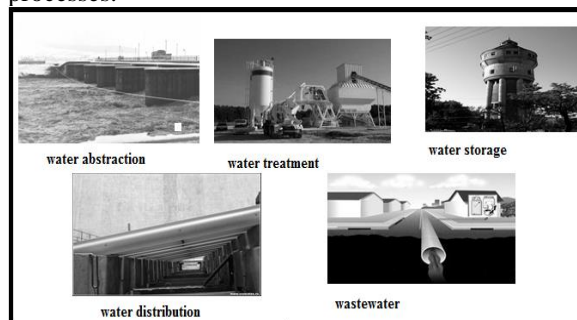 processes.
water abstraction
water treatment
water storage
water distribution
wastewater